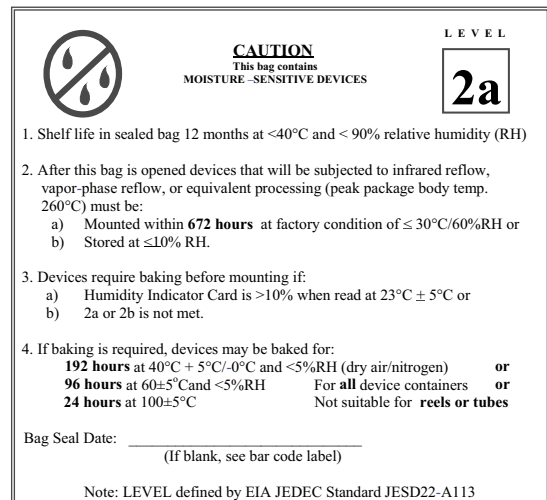 LEVEL
CAUTION
This bag contains
MOISTURE –SENSITIVE DEVICES
2a
1. Shelf life in sealed bag 12 months at <40°C and < 90% relative humidity (RH)
2. After this bag is opened devices that will be subjected to infrared reflow,
vapor-phase reflow, or equivalent processing (peak package body temp.
260°C) must be:
a) Mounted within 672 hours at factory condition of ≤ 30°C/60%RH or
b) Stored at ≤10% RH.
3. Devices require baking before mounting if:
a) Humidity Indicator Card is >10% when read at 23°C ± 5°C or
b) 2a or 2b is not met.
4. If baking is required, devices may be baked for:
192 hours at 40°C + 5°C/-0°C and <5%RH (dry air/nitrogen) or
96 hours at 60±5°Cand <5%RH For all device containers or
24 hours at 100±5°C Not suitable for reels or tubes
Bag Seal Date: ______________________________
(If blank, see bar code label)
Note: LEVEL defined by EIA JEDEC Standard JESD22-A113